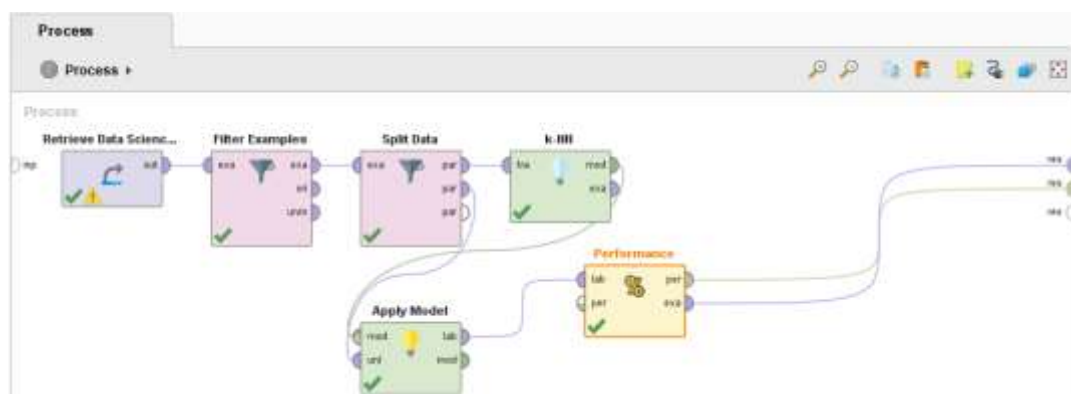 Process
Process
Process
Retrieve Data Scienc...
Filter Examples
Split Data
k-NN
inp
out
exa
exa
ori
unm
exa
par
par
par
tra
mod
exa
res
res
res
Performance
lab
per
per
exa
Apply Model
mod
lab
unl
mod